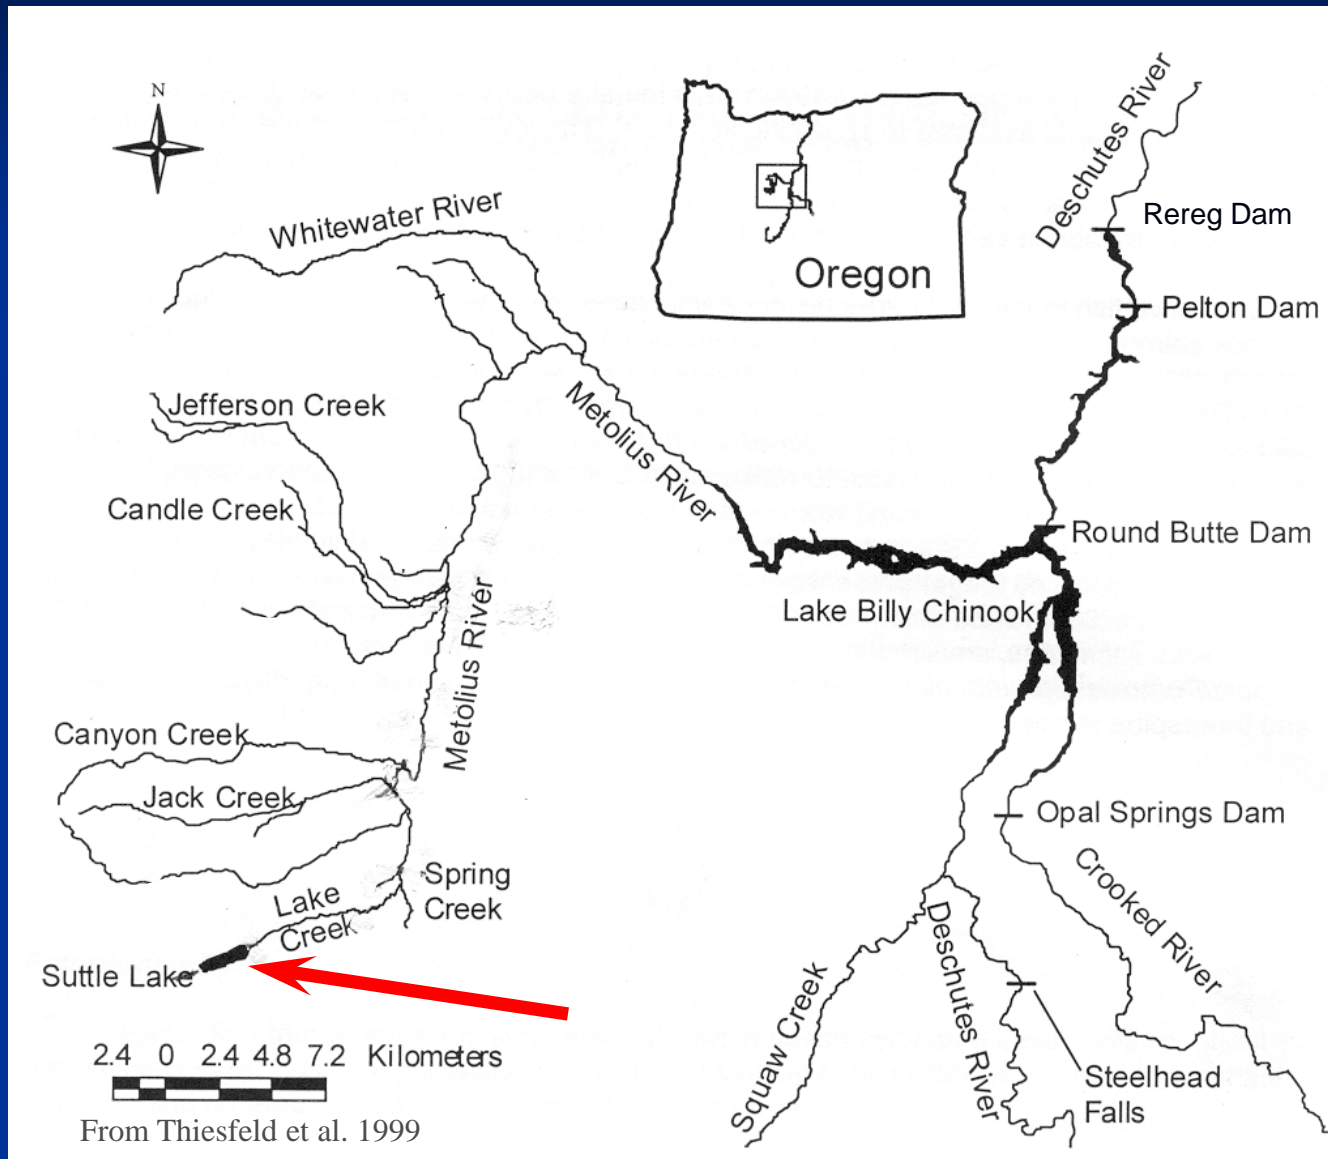 N
Whitewater River
Deschutes River
Rereg Dam
Oregon
Pelton Dam
Jefferson Creek
Metolius River
Candle Creek
Round Butte Dam
Lake Billy Chinook
Metolius River
Canyon Creek
Jack Creek
Opal Springs Dam
Spring
Creek
Lake
Creek
Crooked River
Suttle Lake
Deschutes River
Squaw Creek
Steelhead
Falls
2.4 0 2.4 4.8 7.2 Kilometers
From Thiesfeld et al. 1999